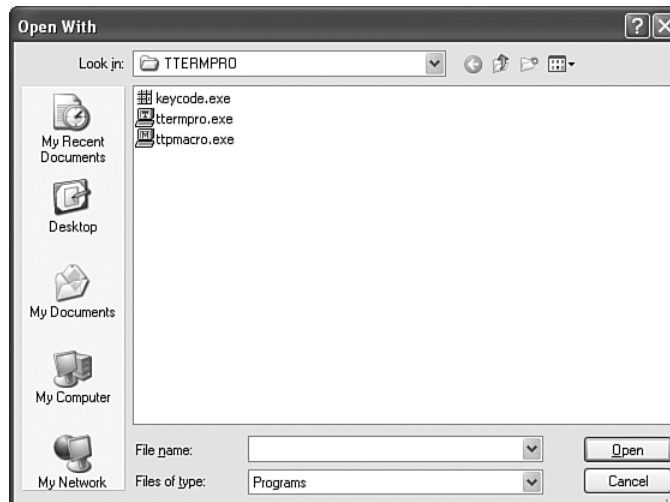 Open With
Look in: TTERMPRO
keycode.exe
ttermpro.exe
ttpmacro.exe
My Recent
Documents
Desktop
My Documents
My Computer
My Network
File name:
Open
Files of type: Programs
Cancel